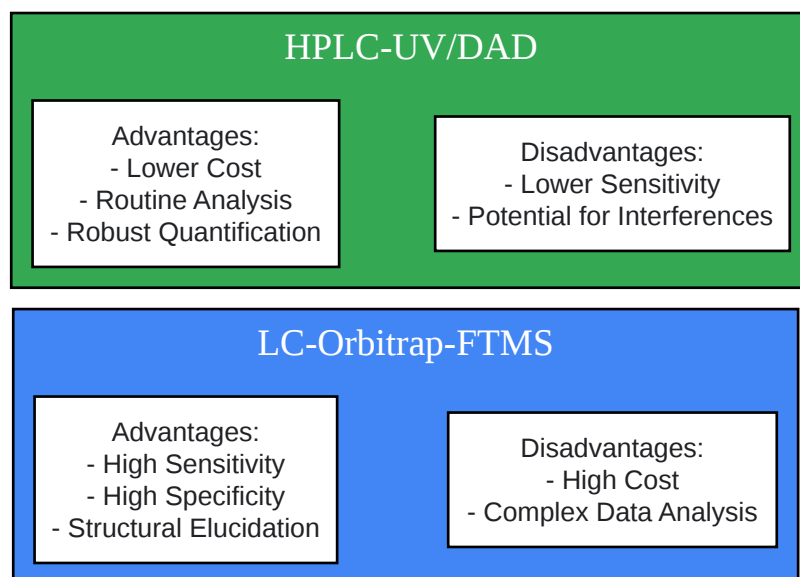 HPLC-UV/DAD
Advantages:
- Lower Cost
- Routine Analysis
- Robust Quantification
Disadvantages:
- Lower Sensitivity
- Potential for Interferences
LC-Orbitrap-FTMS
Advantages:
- High Sensitivity
- High Specificity
- Structural Elucidation
Disadvantages:
- High Cost
- Complex Data Analysis